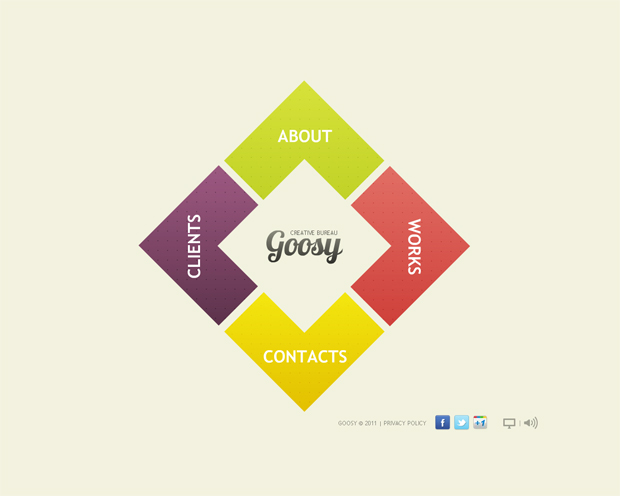 ABOUT
CLIENTS
CREATIVE BUREAU
Goosy
WORKS
CONTACTS
GOOSY © 2011 | PRIVACY POLICY
f
+1